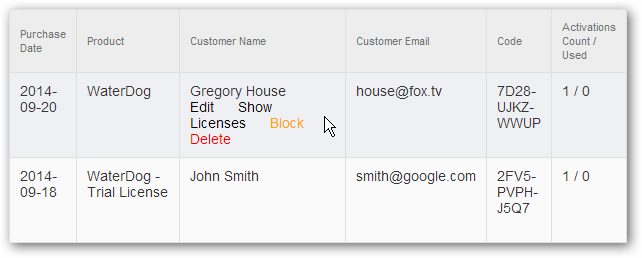 Purchase Date
Product
Customer Name
Customer Email
Code
Activations Count / Used
2014-09-20
WaterDog
Gregory House
Edit Show
Licenses Block
Delete
house@fox.tv
7D28-
UJKZ-
WWUP
1 / 0
2014-09-18
WaterDog -
Trial License
John Smith
smith@google.com
2FV5-
PVPH-
J5Q7
1 / 0